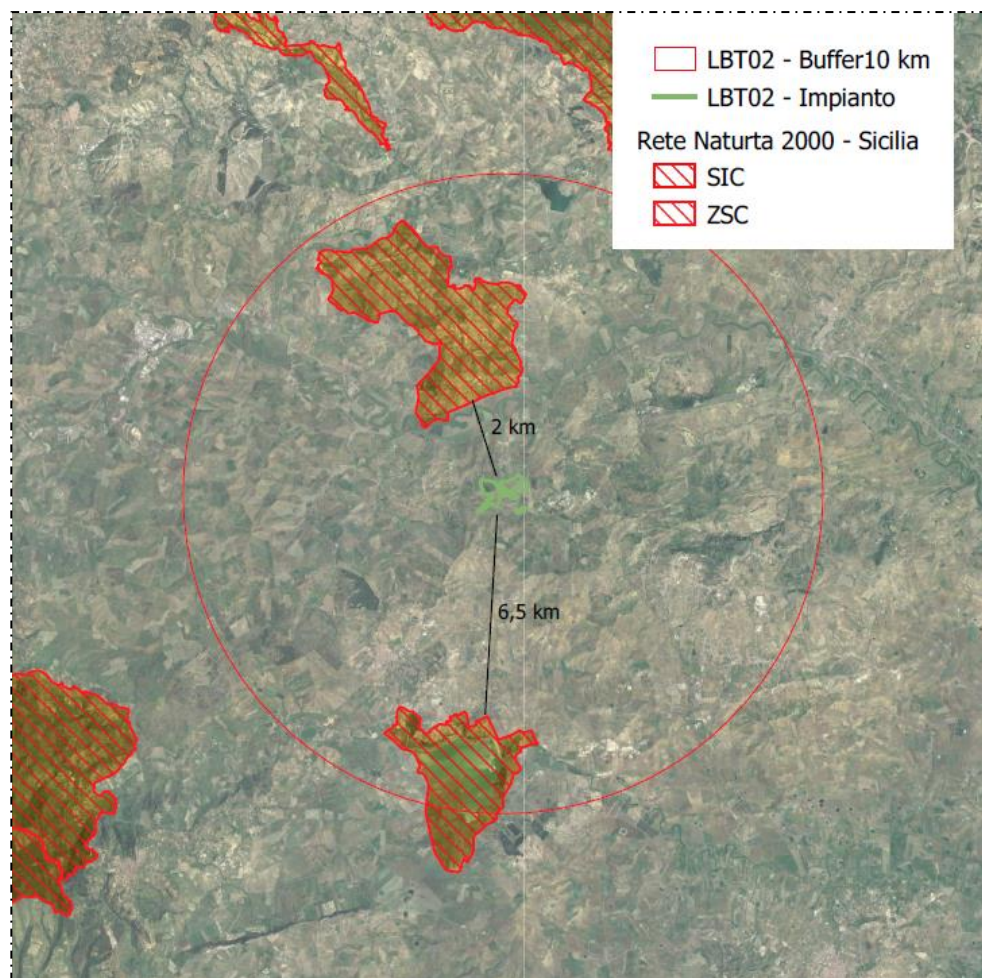 LBT02 - Buffer10 km
LBT02 - Impianto
Rete Naturta 2000 - Sicilia
SIC
ZSC
2 km
6,5 km